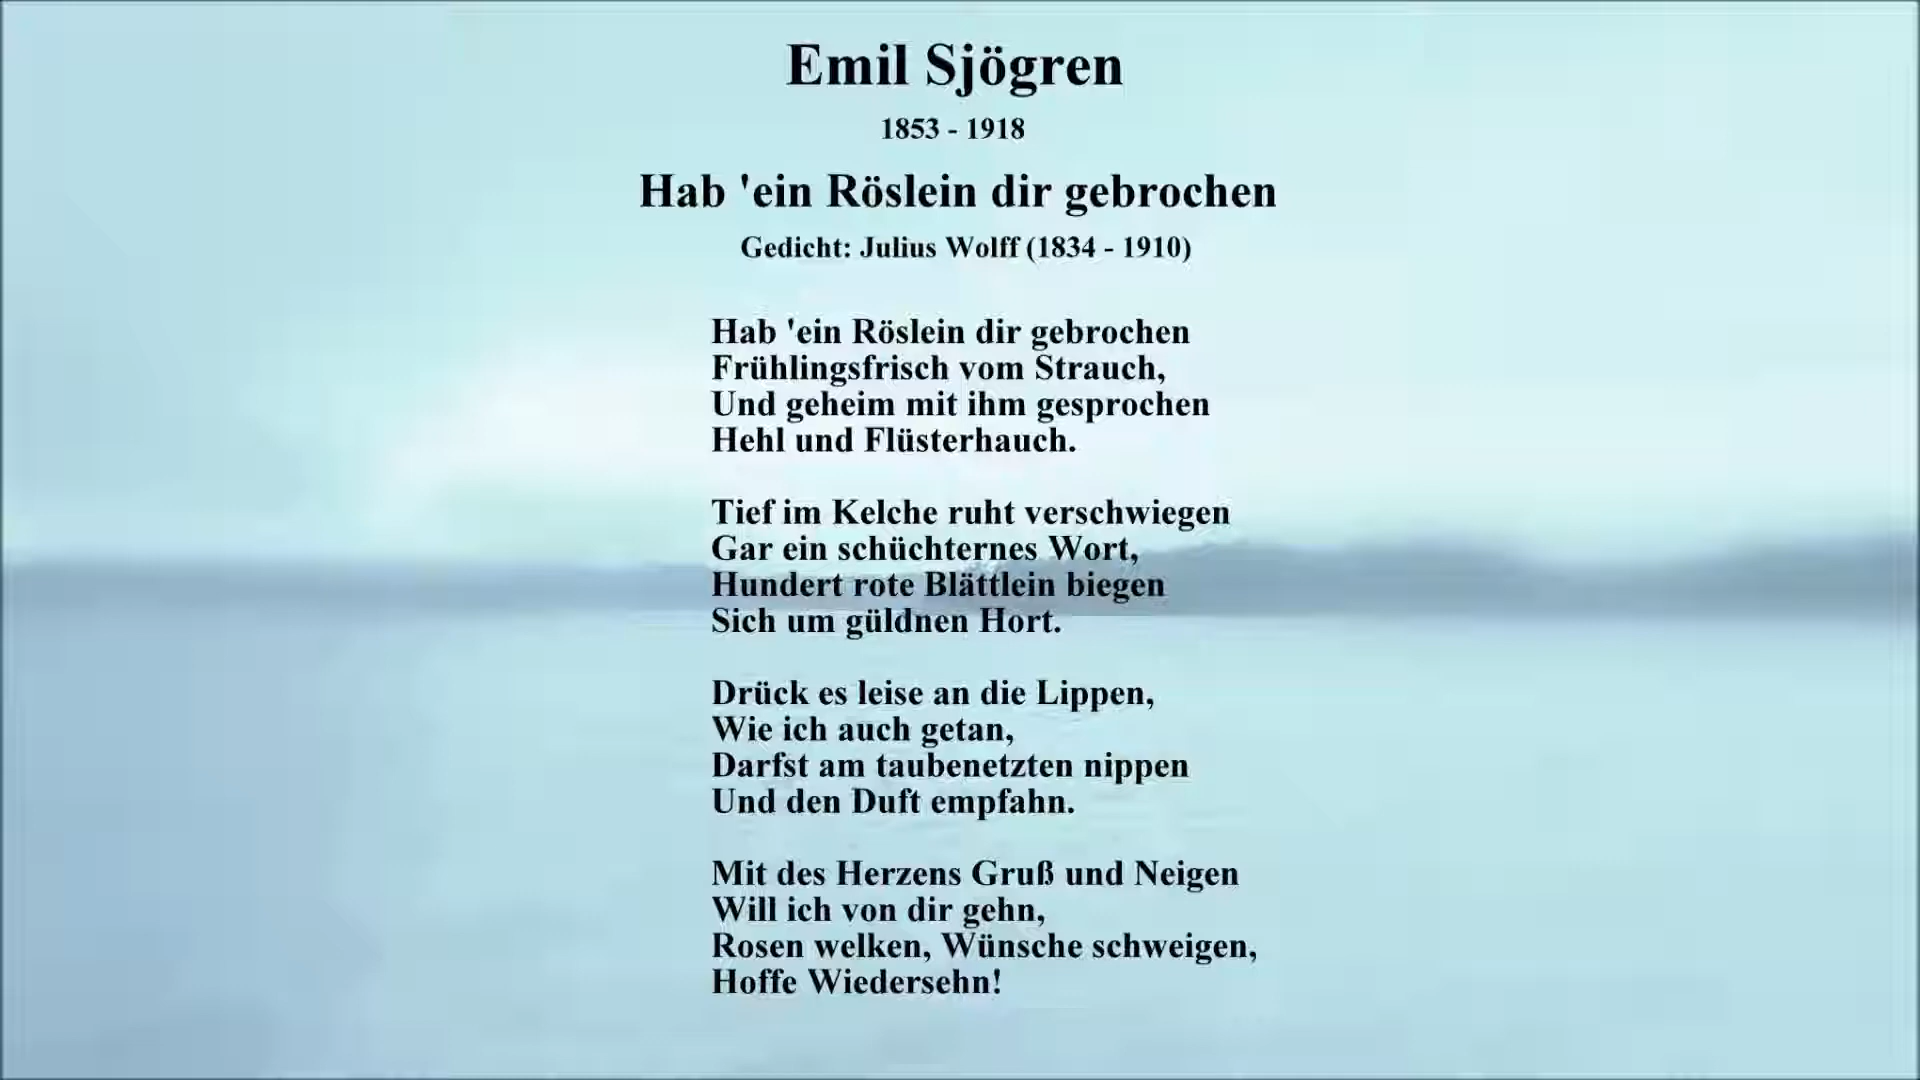 Emil Sjögren
1853 - 1918
Hab 'ein Röslein dir gebrochen
Gedicht: Julius Wolff (1834 - 1910)
Hab 'ein Röslein dir gebrochen
Frühlingsfrisch vom Strauch,
Und geheim mit ihm gesprochen
Hehl und Flüsterhauch.
Tief im Kelche ruht verschwiegen
Gar ein schüchternes Wort,
Hundert rote Blättlein biegen
Sich um güldnen Hort.
Drück es leise an die Lippen,
Wie ich auch getan,
Darfst am taubenetzten nippen
Und den Duft empfahn.
Mit des Herzens Gruß und Neigen
Will ich von dir gehn,
Rosen welken, Wünsche schweigen,
Hoffe Wiedersehn!